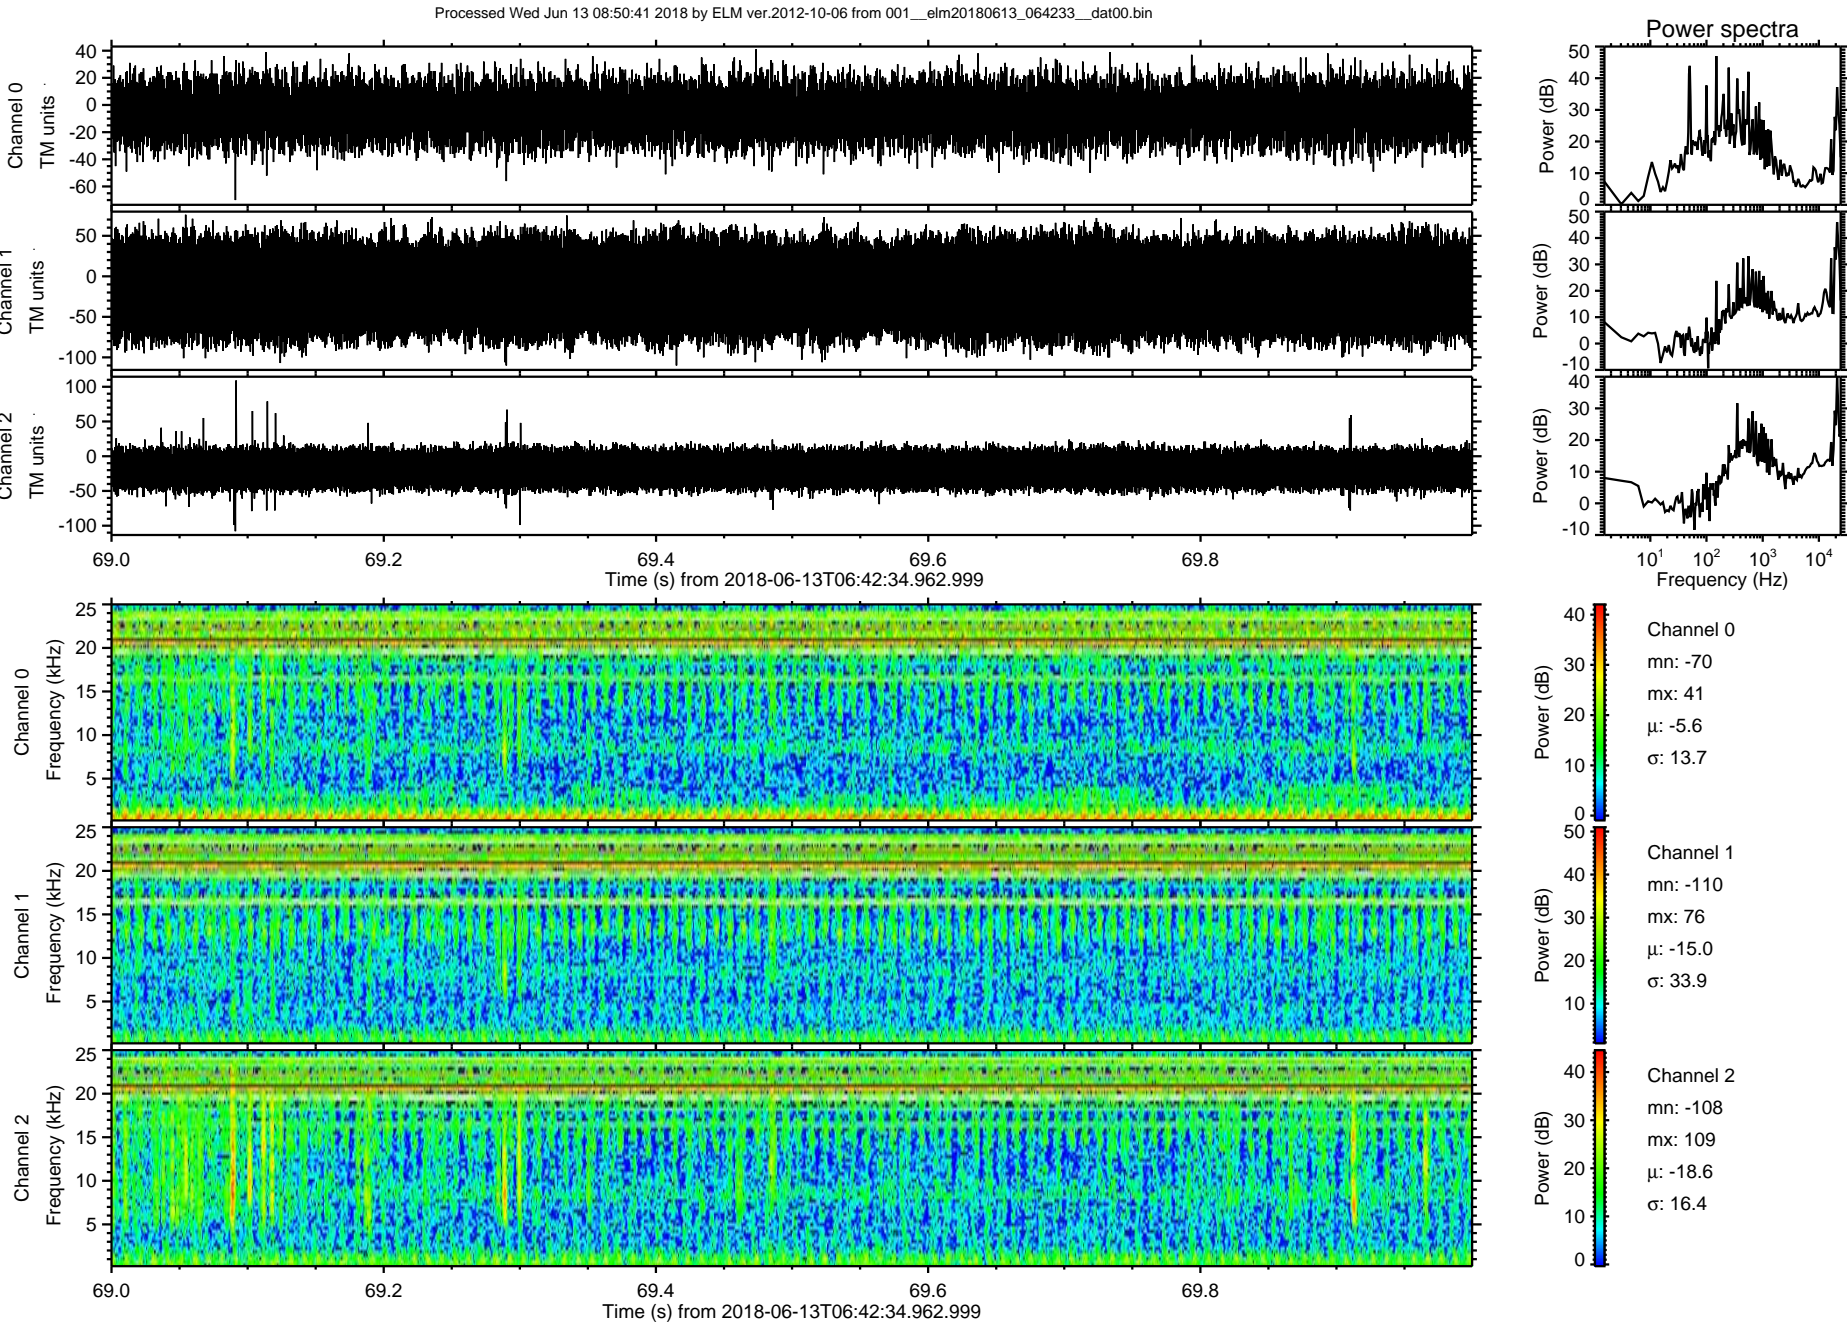 Processed Wed Jun 13 08:50:41 2018 by ELM ver.2012-10-06 from 001__elm20180613_064233__dat00.bin
Power spectra
Channel 0
TM units
40
20
0
-20
-40
-60
Power (dB)
50
40
30
20
10
0
Channel 1
TM units
50
0
-50
-100
Power (dB)
50
40
30
20
10
0
-10
Channel 2
TM units
100
50
0
-50
-100
Power (dB)
40
30
20
10
0
-10
69.0 69.2 69.4 69.6 69.8
Time (s) from 2018-06-13T06:42:34.962.999
10¹ 10² 10³ 10⁴
Frequency (Hz)
Channel 0
Frequency (kHz)
25
20
15
10
5
Power (dB)
40
30
20
10
0
Channel 0
mn: -70
mx: 41
μ: -5.6
σ: 13.7
Channel 1
Frequency (kHz)
25
20
15
10
5
Power (dB)
50
40
30
20
10
Channel 1
mn: -110
mx: 76
μ: -15.0
σ: 33.9
Channel 2
Frequency (kHz)
25
20
15
10
5
Power (dB)
40
30
20
10
0
Channel 2
mn: -108
mx: 109
μ: -18.6
σ: 16.4
69.0 69.2 69.4 69.6 69.8
Time (s) from 2018-06-13T06:42:34.962.999